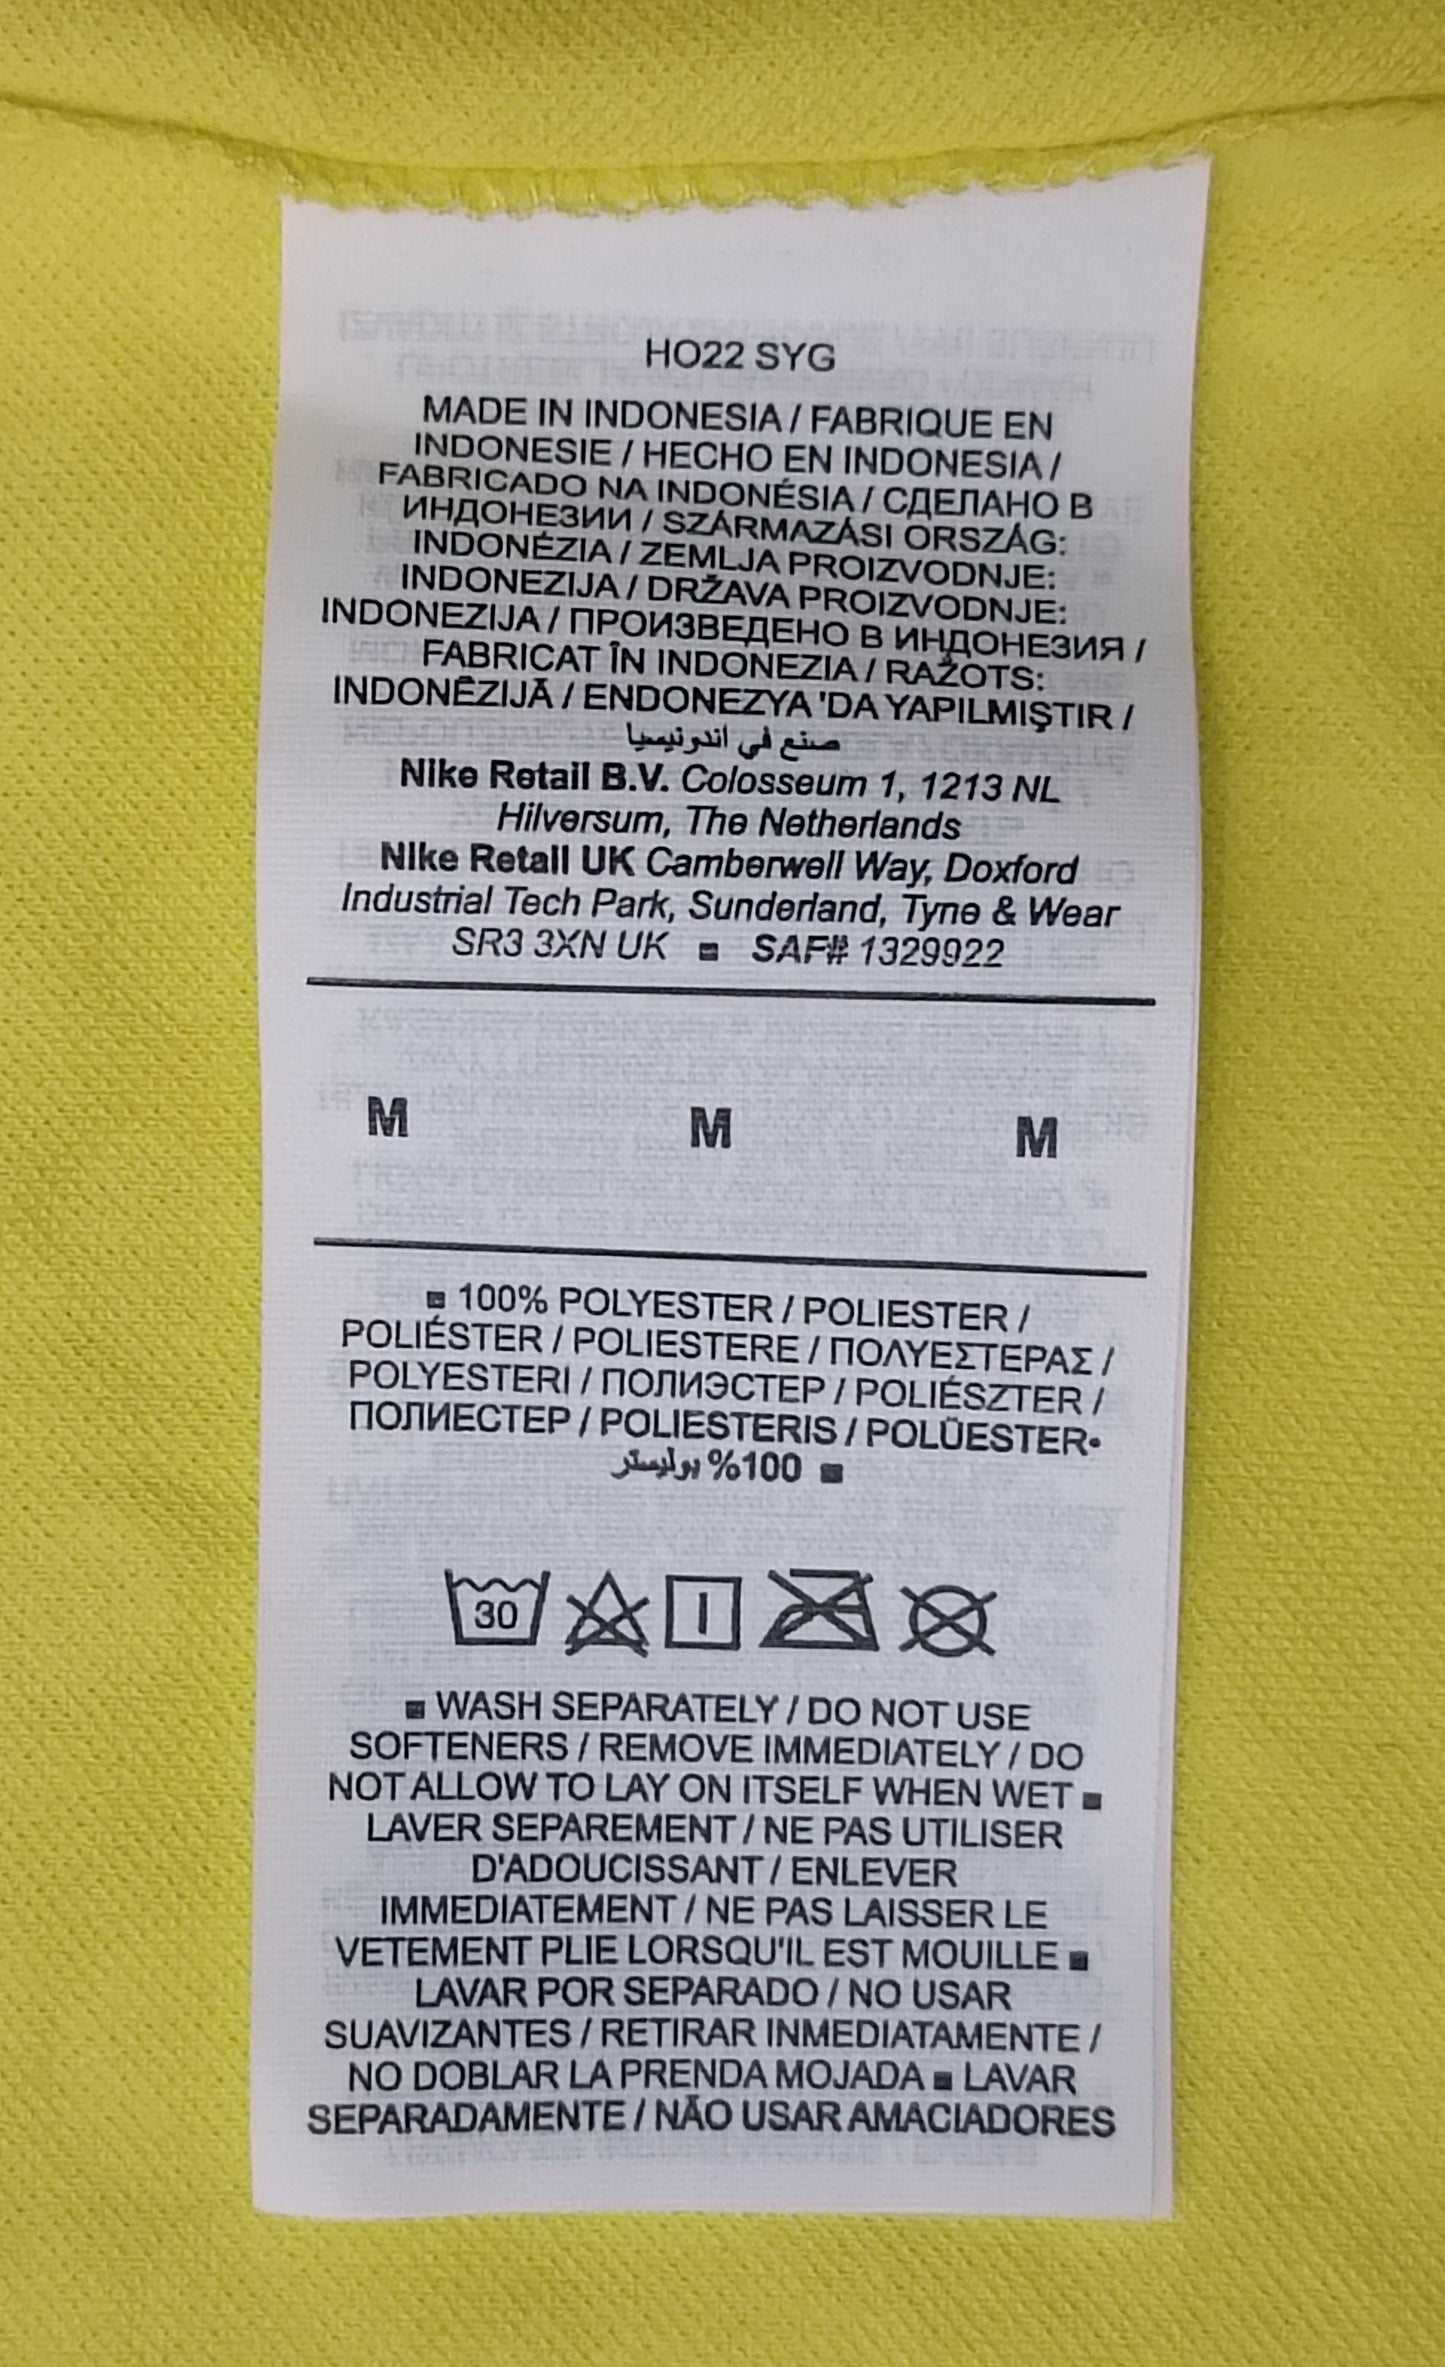 HO22 SYG
MADE IN INDONESIA / FABRIQUE EN
INDONESIE / HECHO EN INDONESIA /
FABRICADO NA INDONÉSIA / СДЕЛАНО В
ИНДОНЕЗИИ / SZÁRMAZÁSI ORSZÁG:
INDONÉZIA / ZEMLJA PROIZVODNJE:
INDONEZIJA / DRŽAVA PROIZVODNJE:
INDONEZIJA / ПРОИЗВЕДЕНО В ИНДОНЕЗИЯ /
FABRICAT ÎN INDONEZIA / RAŽOTS:
INDONĒZIJĀ / ENDONEZYA 'DA YAPILMIŞTIR /
صنع في اندونيسيا
Nike Retail B.V. Colosseum 1, 1213 NL
Hilversum, The Netherlands
Nike Retail UK Camberwell Way, Doxford
Industrial Tech Park, Sunderland, Tyne & Wear
SR3 3XN UK ■ SAF# 1329922
M M M
■ 100% POLYESTER / POLIESTER /
POLIÉSTER / POLIESTERE / ΠΟΛΥΕΣΤΕΡΑΣ /
POLYESTERI / ПОЛИЭСТЕР / POLIÉSZTER /
ПОЛИЕСТЕР / POLIESTERIS / POLÜESTER•
100% بوليستر ■
30
■ WASH SEPARATELY / DO NOT USE
SOFTENERS / REMOVE IMMEDIATELY / DO
NOT ALLOW TO LAY ON ITSELF WHEN WET ■
LAVER SEPAREMENT / NE PAS UTILISER
D'ADOUCISSANT / ENLEVER
IMMEDIATEMENT / NE PAS LAISSER LE
VETEMENT PLIE LORSQU'IL EST MOUILLE ■
LAVAR POR SEPARADO / NO USAR
SUAVIZANTES / RETIRAR INMEDIATAMENTE /
NO DOBLAR LA PRENDA MOJADA ■ LAVAR
SEPARADAMENTE / NÃO USAR AMACIADORES